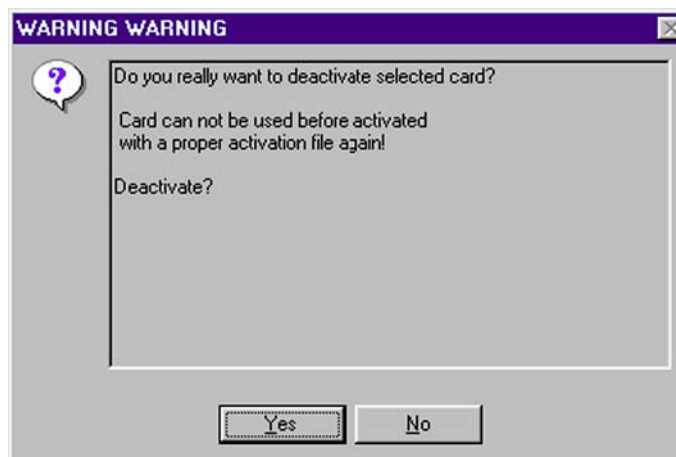 WARNING WARNING
Do you really want to deactivate selected card?
Card can not be used before activated
with a proper activation file again!
Deactivate?
Yes
No